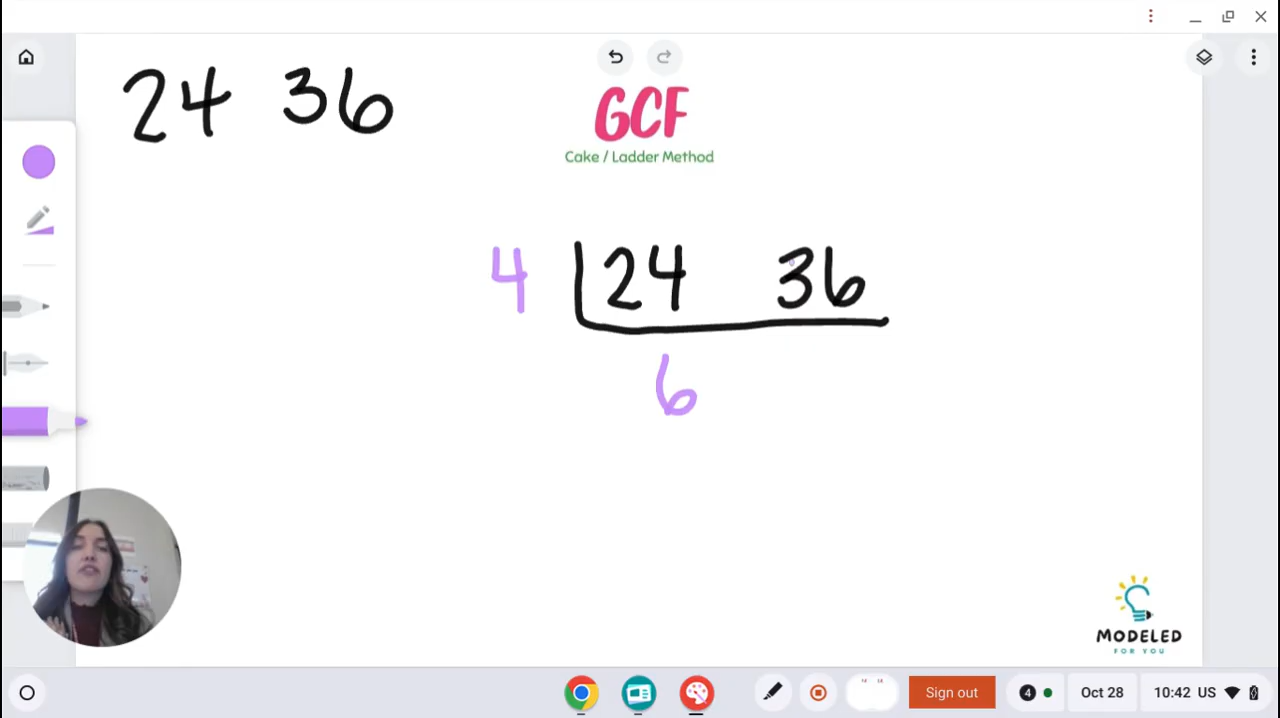 24 36
GCF
Cake / Ladder Method
4 24 36
6
MODELED
FOR YOU
Sign out
4
Oct 28
10:42 US